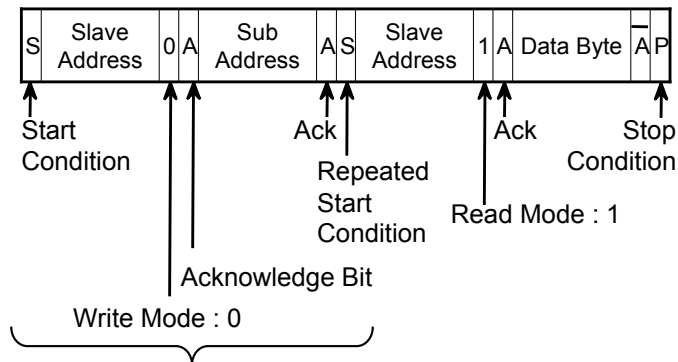 S Slave Address 0 A Sub Address A S Slave Address 1 A Data Byte A̅ P
Start Condition
Ack
Ack
Stop Condition
Repeated Start Condition
Read Mode : 1
Acknowledge Bit
Write Mode : 0